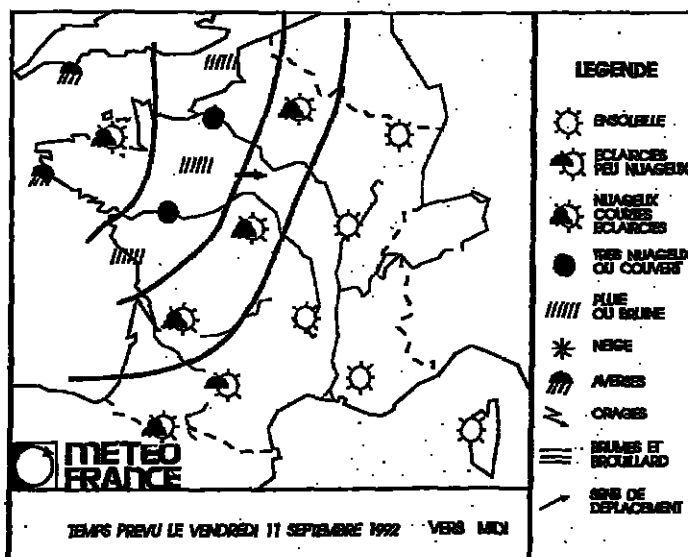 LEGENDE
ENSOLEILLE
ECLAIRCIES
PEU NUAGEUX
NUAGEUX
COURTES
ECLAIRCIES
TRES NUAGEUX
OU COUVERT
PLUIE
OU BRUINE
NEIGE
AVERSES
ORAGES
BRUMES ET
BROUILLARD
SENS DE
DEPLACEMENT
METEO
FRANCE
TEMPS PREVU LE VENDREDI 11 SEPTEMBRE 1992 VERS MIDI